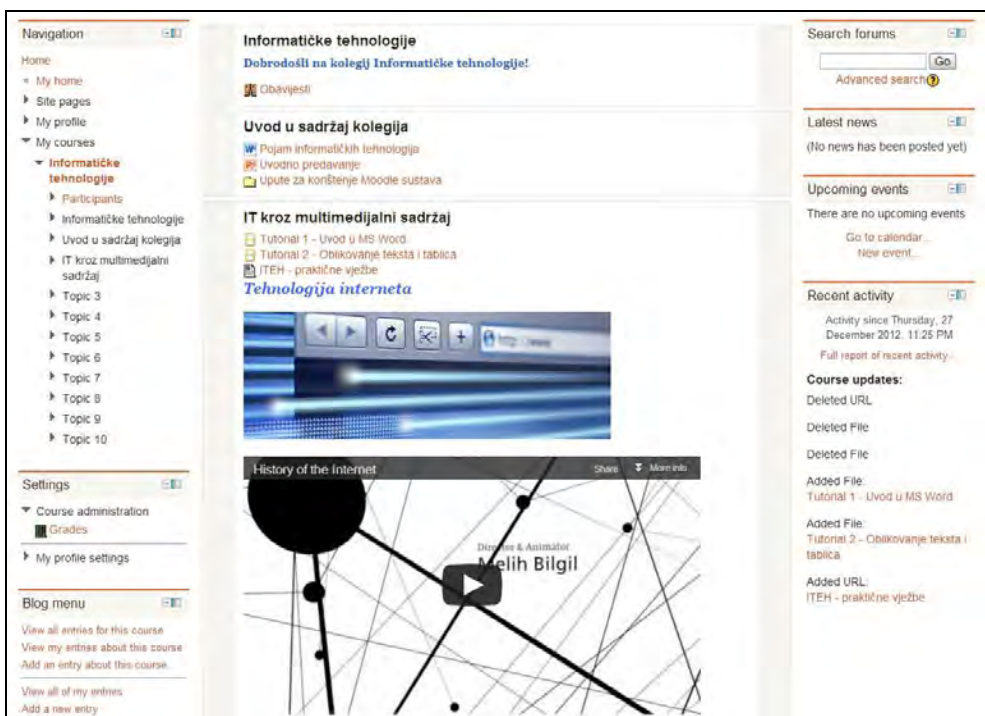 Navigation
Home
My home
Site pages
My profile
My courses
Informatičke
tehnologije
Participants
Informatičke tehnologije
Uvod u sadržaj kolegija
IT kroz multimedijalni
sadržaj
Topic 3
Topic 4
Topic 5
Topic 6
Topic 7
Topic 8
Topic 9
Topic 10
Settings
Course administration
Grades
My profile settings
Blog menu
View all entries for this course
View my entries about this course
Add an entry about this course
View all of my entries
Add a new entry
Informatičke tehnologije
Dobrodošli na kolegij Informatičke tehnologije!
Obavijesti
Uvod u sadržaj kolegija
Pojam informatičkih tehnologija
Uvodno predavanje
Upute za korištenje Moodle sustava
IT kroz multimedijalni sadržaj
Tutorial 1 - Uvod u MS Word
Tutorial 2 - Oblikovanje teksta i tablica
ITEH - praktične vježbe
Tehnologija interneta
http://www
History of the Internet
Share
More info
Director & Animator
Melih Bilgil
Search forums
Go
Advanced search
Latest news
(No news has been posted yet)
Upcoming events
There are no upcoming events
Go to calendar...
New event...
Recent activity
Activity since Thursday, 27
December 2012, 11:25 PM
Full report of recent activity...
Course updates:
Deleted URL
Deleted File
Deleted File
Added File:
Tutorial 1 - Uvod u MS Word
Added File:
Tutorial 2 - Oblikovanje teksta i
tablica
Added URL:
ITEH - praktične vježbe